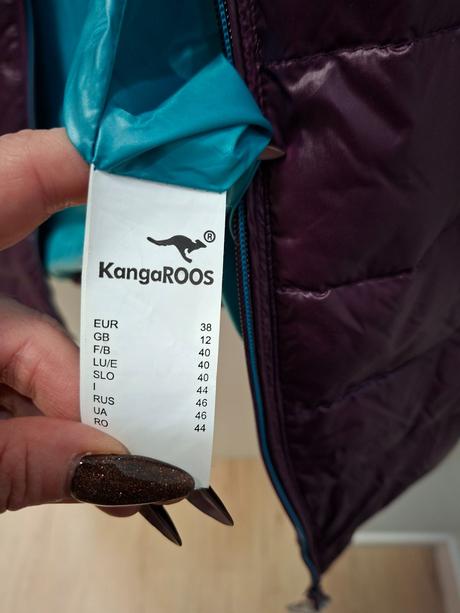 ®
KangaROOS
EUR 38
GB 12
F/B 40
LU/E 40
SLO 40
I 44
RUS 46
UA 46
RO 44